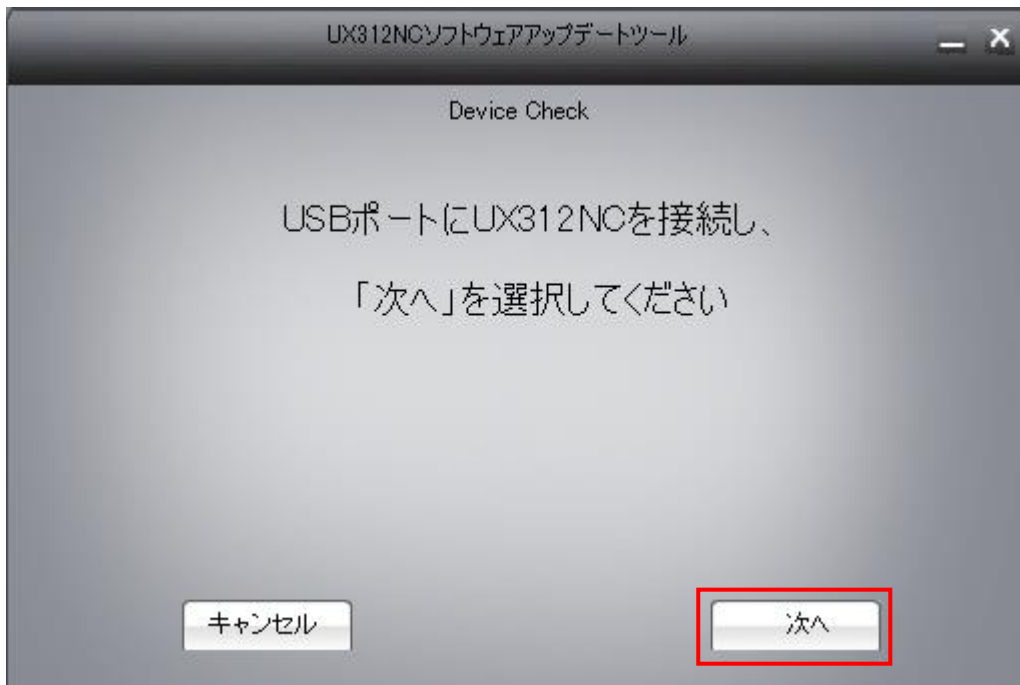 UX312NCソフトウェアアップデートツール
Device Check
USBポートにUX312NCを接続し、
「次へ」を選択してください
キャンセル
次へ